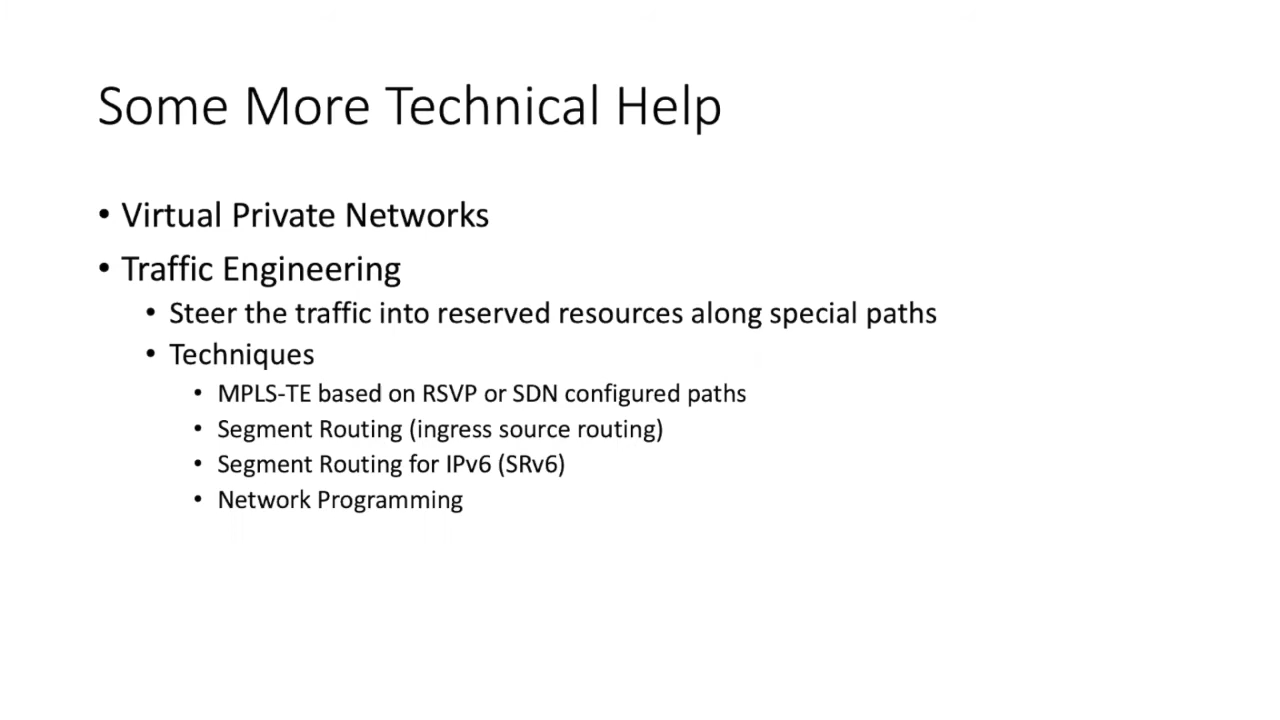 Some More Technical Help
• Virtual Private Networks
• Traffic Engineering
• Steer the traffic into reserved resources along special paths
• Techniques
• MPLS-TE based on RSVP or SDN configured paths
• Segment Routing (ingress source routing)
• Segment Routing for IPv6 (SRv6)
• Network Programming